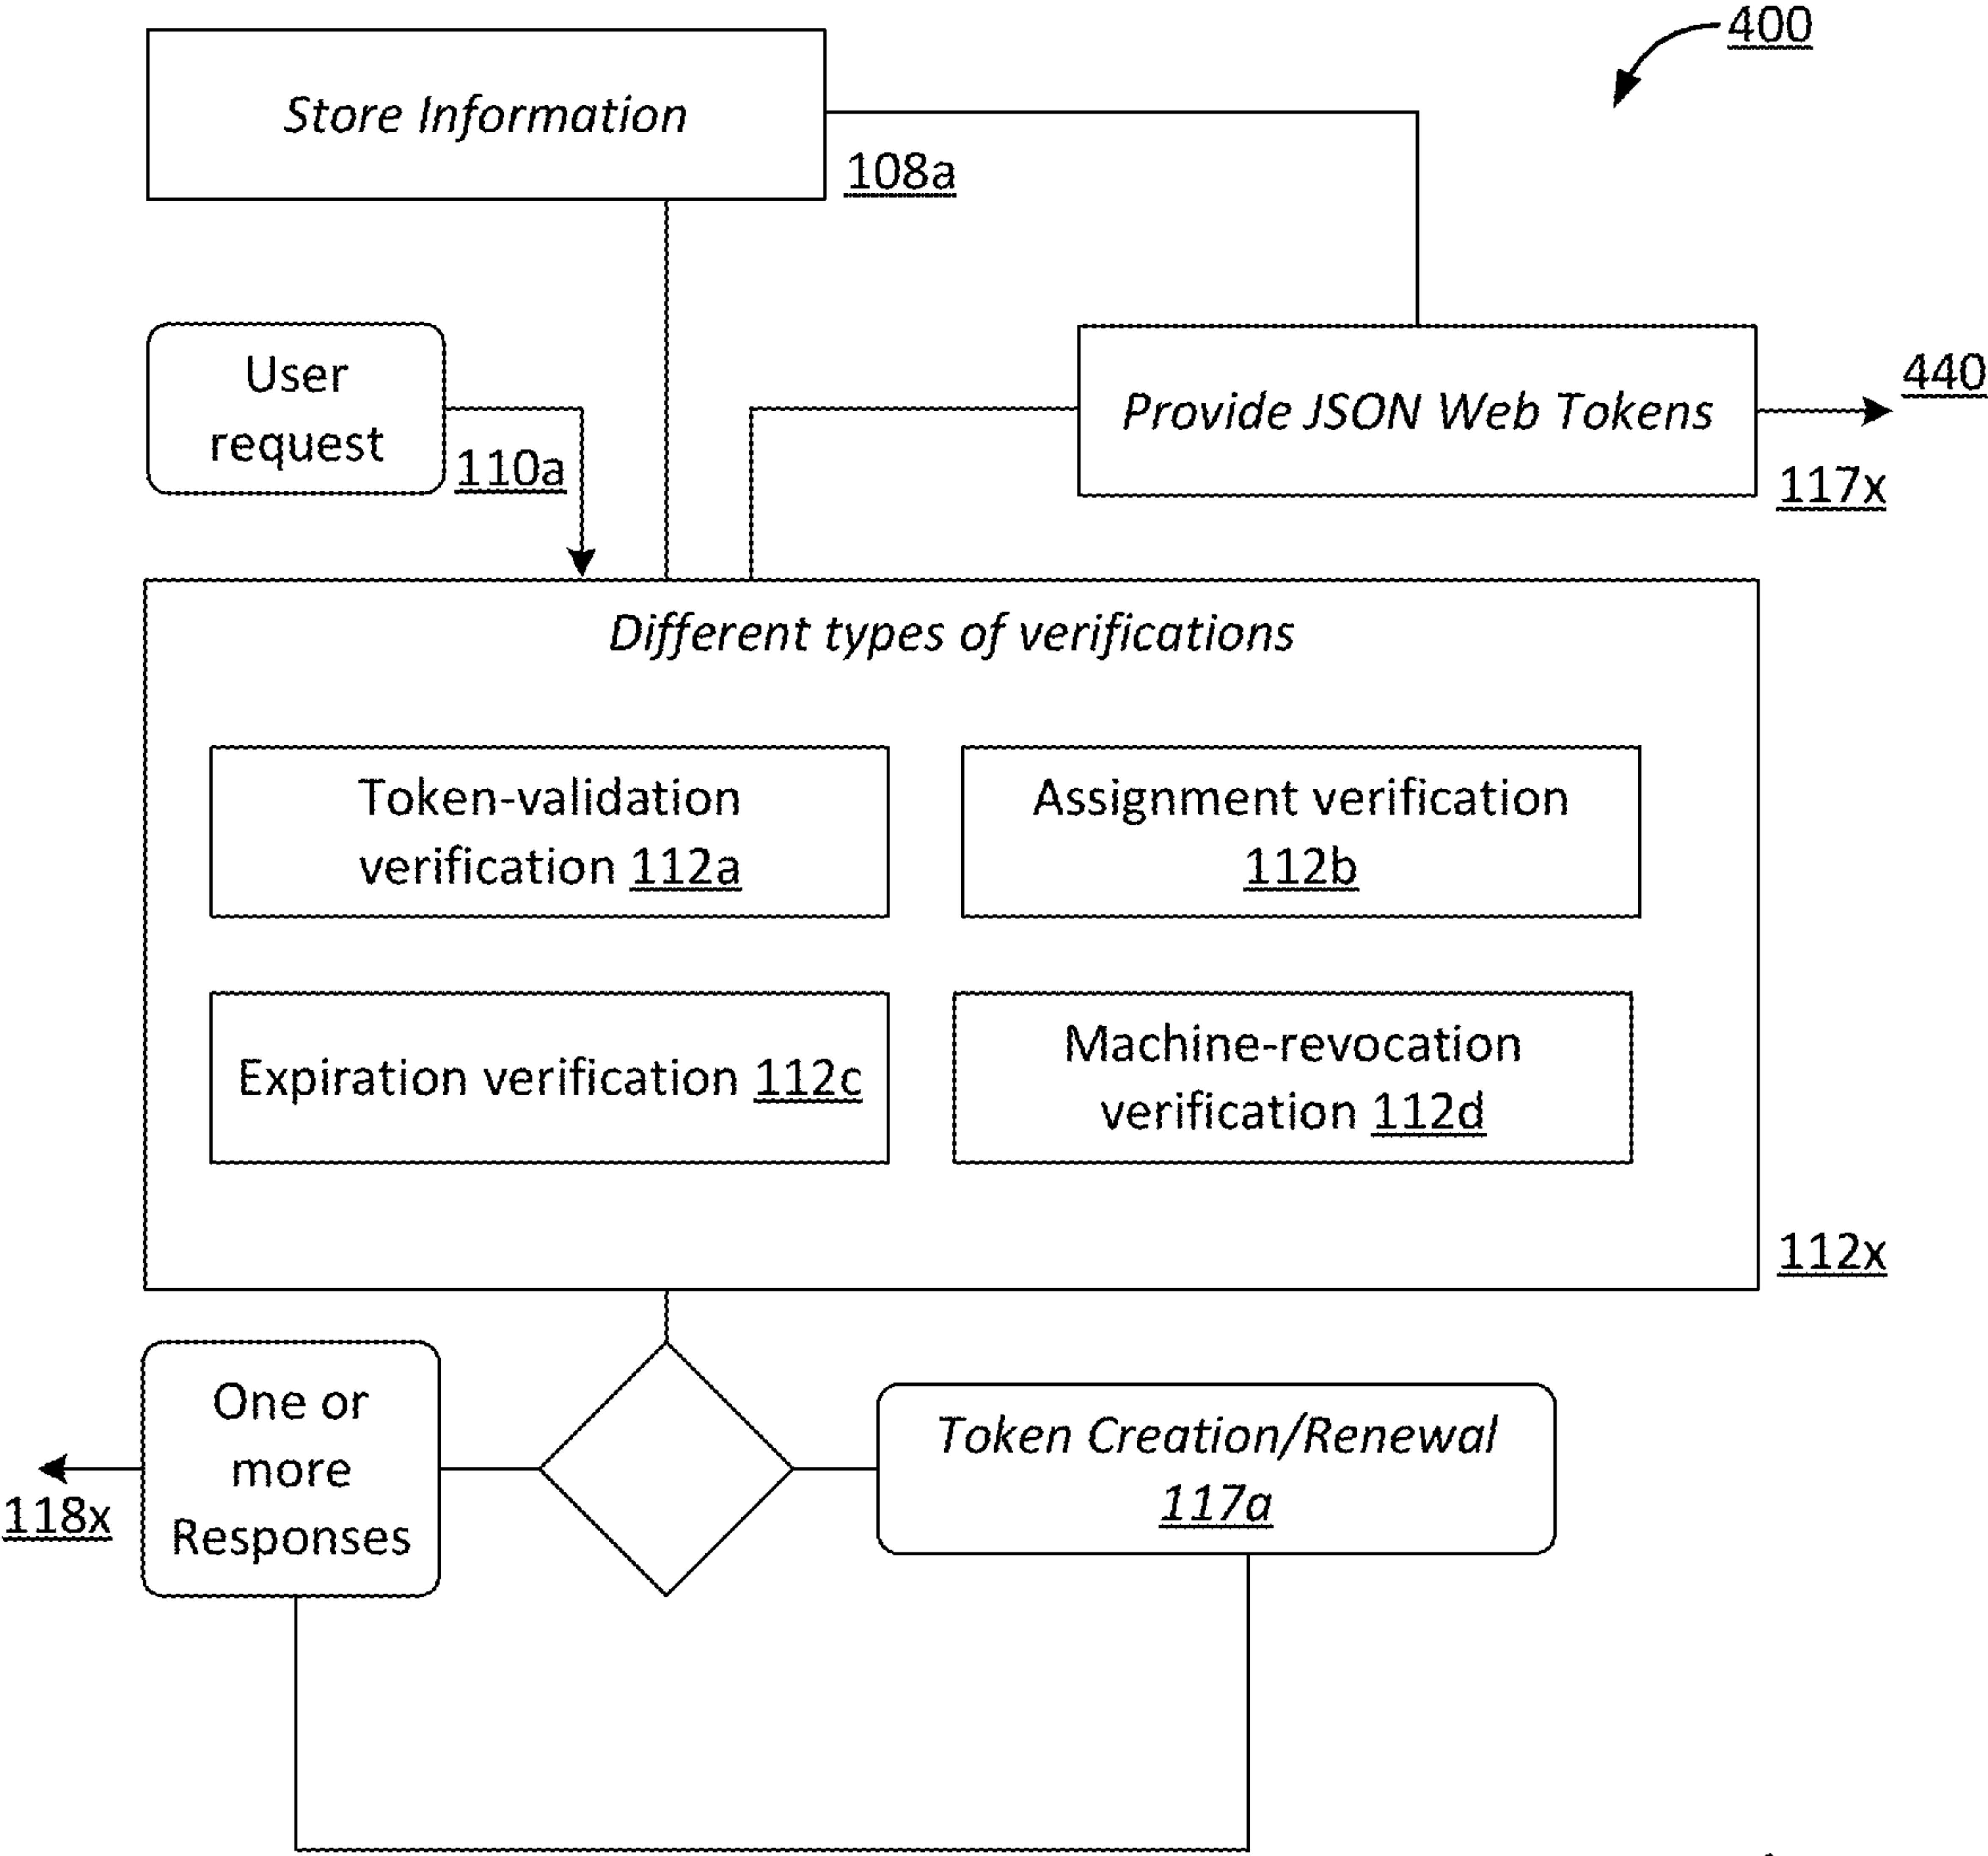 400
Store Information
108a
User
request
110a
Provide JSON Web Tokens
440
117x
Different types of verifications
Token-validation
verification 112a
Assignment verification
112b
Expiration verification 112c
Machine-revocation
verification 112d
112x
One or
more
Responses
118x
Token Creation/Renewal
117a